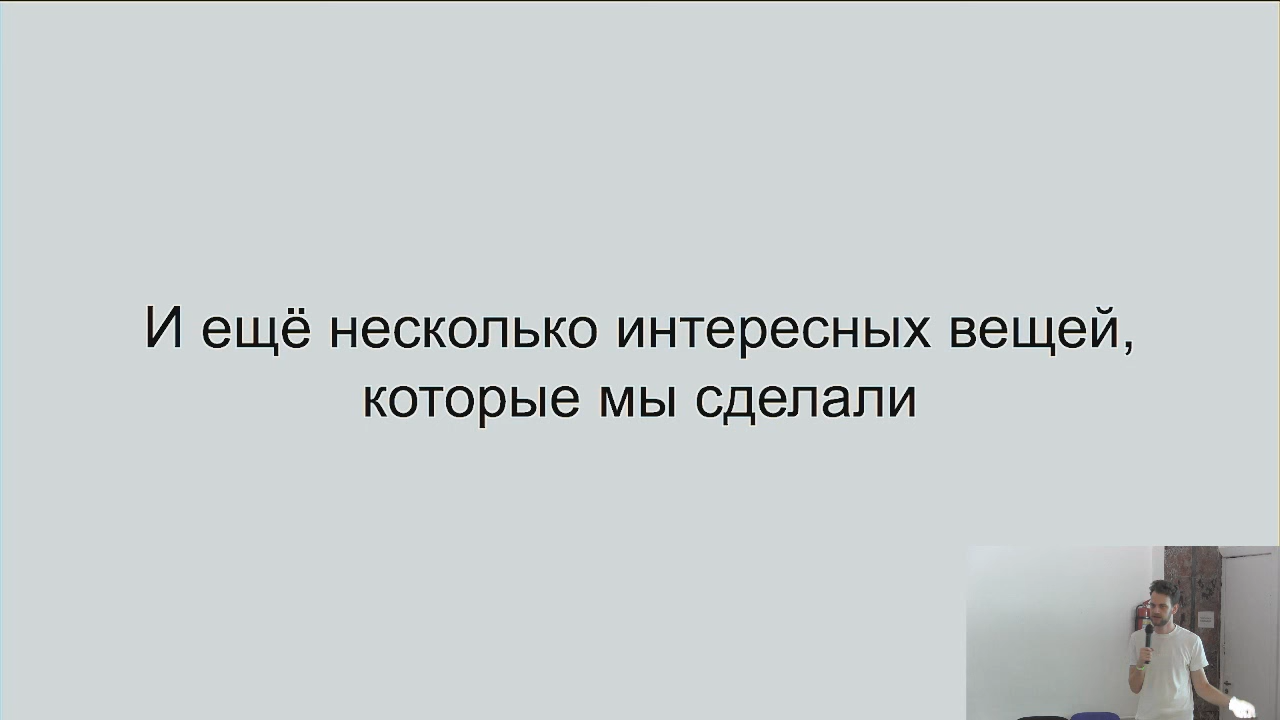 И ещё несколько интересных вещей,
которые мы сделали